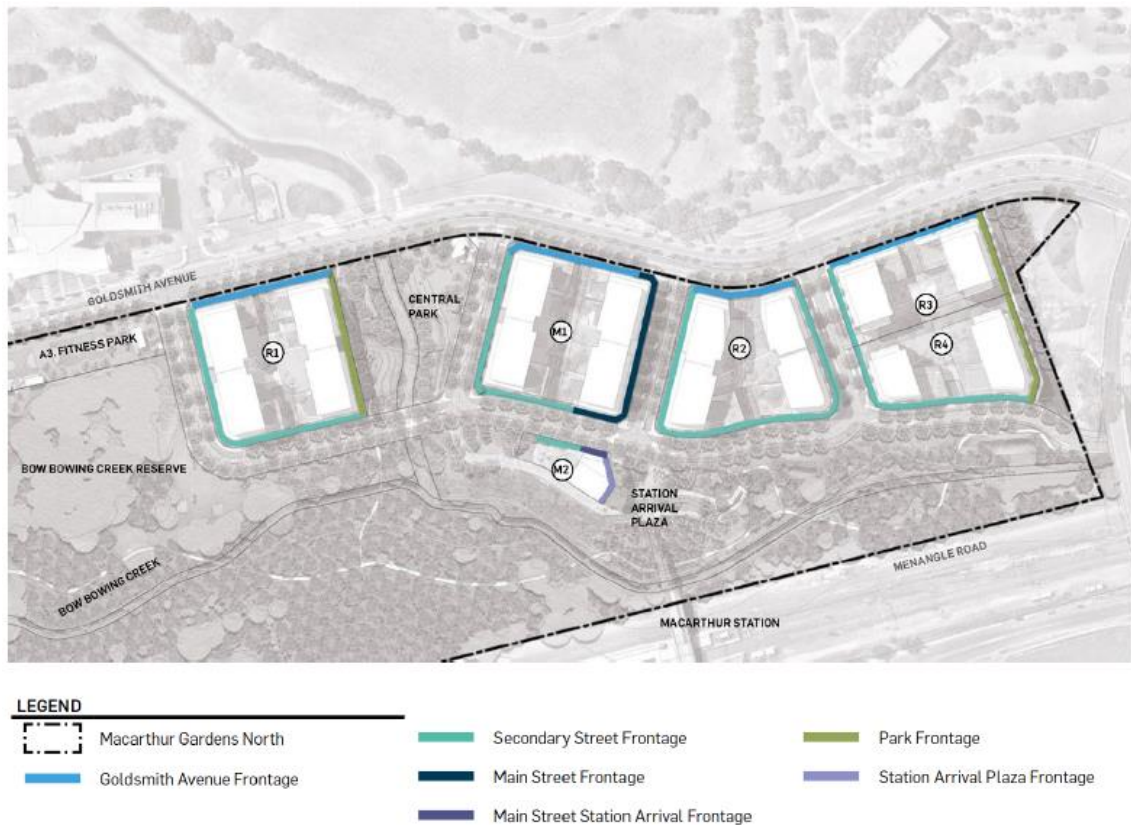 GOLDSMITH AVENUE
A3. FITNESS PARK
R1
CENTRAL
PARK
M1
R2
R3
R4
BOW BOWING CREEK RESERVE
M2
STATION
ARRIVAL
PLAZA
BOW BOWING CREEK
MENANGLE ROAD
MACARTHUR STATION
LEGEND
Macarthur Gardens North
Goldsmith Avenue Frontage
Secondary Street Frontage
Main Street Frontage
Main Street Station Arrival Frontage
Park Frontage
Station Arrival Plaza Frontage